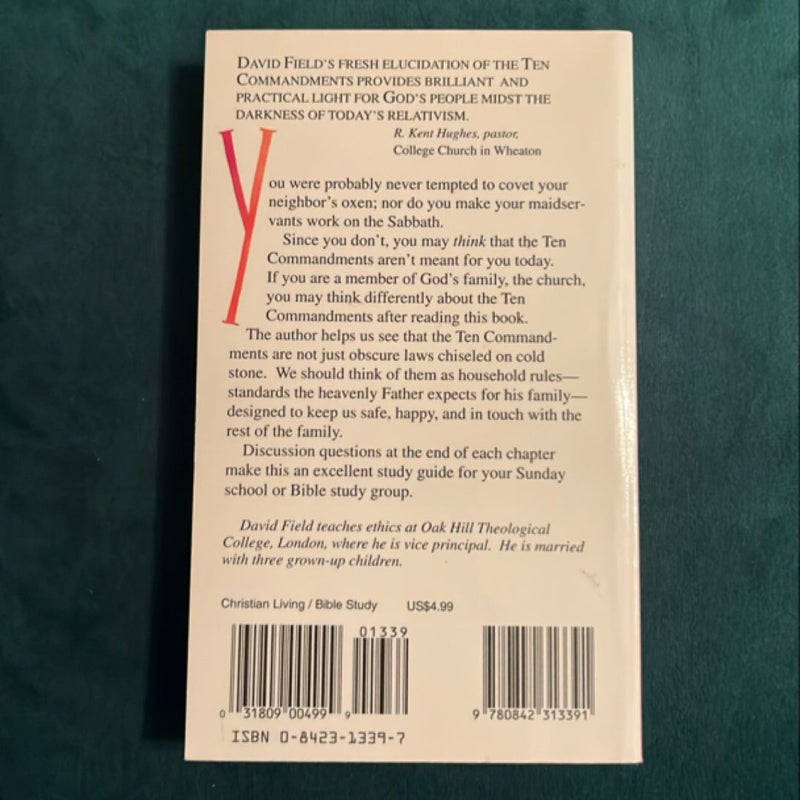 DAVID FIELD'S FRESH ELUCIDATION OF THE TEN
COMMANDMENTS PROVIDES BRILLIANT AND
PRACTICAL LIGHT FOR GOD'S PEOPLE MIDST THE
DARKNESS OF TODAY'S RELATIVISM.
R. Kent Hughes, pastor,
College Church in Wheaton
You were probably never tempted to covet your
neighbor's oxen; nor do you make your maidser-
vants work on the Sabbath.
Since you don't, you may think that the Ten
Commandments aren't meant for you today.
If you are a member of God's family, the church,
you may think differently about the Ten
Commandments after reading this book.
The author helps us see that the Ten Command-
ments are not just obscure laws chiseled on cold
stone. We should think of them as household rules—
standards the heavenly Father expects for his family—
designed to keep us safe, happy, and in touch with the
rest of the family.
Discussion questions at the end of each chapter
make this an excellent study guide for your Sunday
school or Bible study group.
David Field teaches ethics at Oak Hill Theological
College, London, where he is vice principal. He is married
with three grown-up children.
Christian Living / Bible Study US$4.99
01339
0 31809 00499 9
9 780842 313391
ISBN 0-8423-1339-7